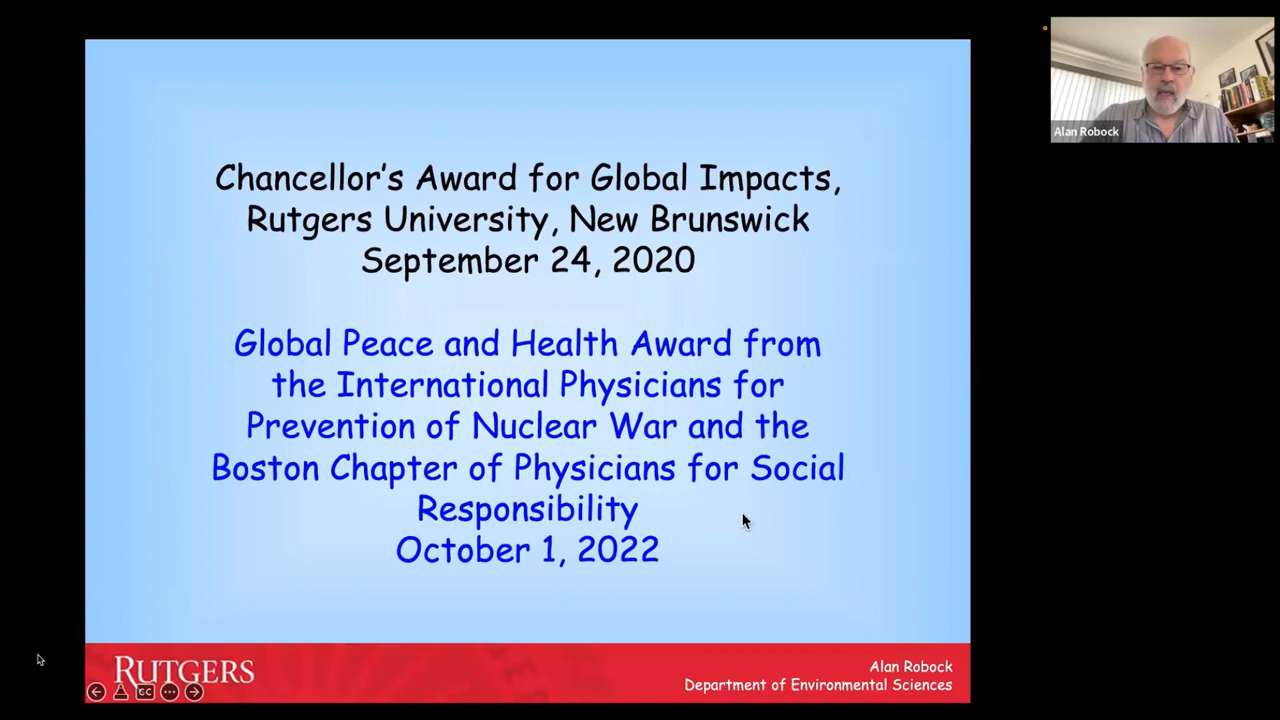 Chancellor's Award for Global Impacts,
Rutgers University, New Brunswick
September 24, 2020
Global Peace and Health Award from
the International Physicians for
Prevention of Nuclear War and the
Boston Chapter of Physicians for Social
Responsibility
October 1, 2022
RUTGERS
CC
Alan Robock
Department of Environmental Sciences
Alan Robock